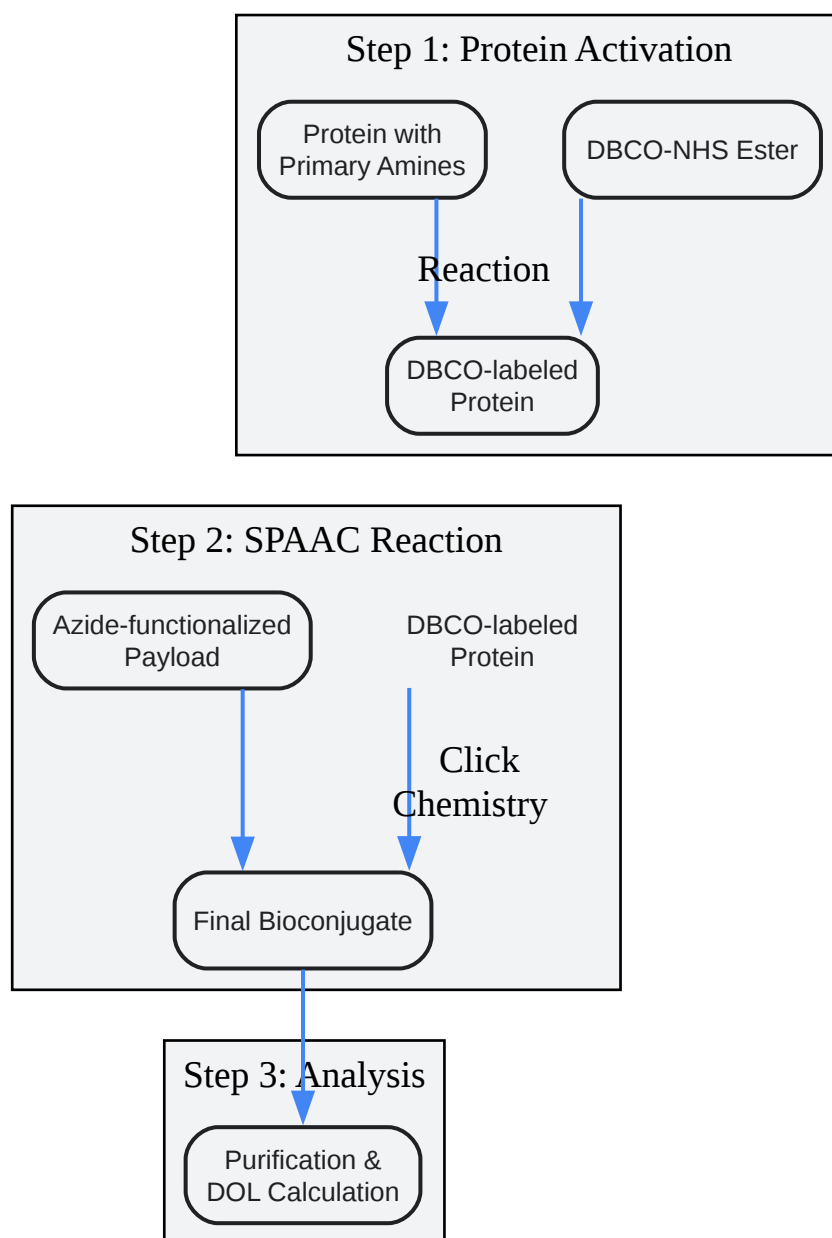 Step 1: Protein Activation
Protein with
Primary Amines
DBCO-NHS Ester
Reaction
DBCO-labeled
Protein
Step 2: SPAAC Reaction
Azide-functionalized
Payload
DBCO-labeled
Protein
Click
Chemistry
Final Bioconjugate
Step 3: Analysis
Purification &
DOL Calculation